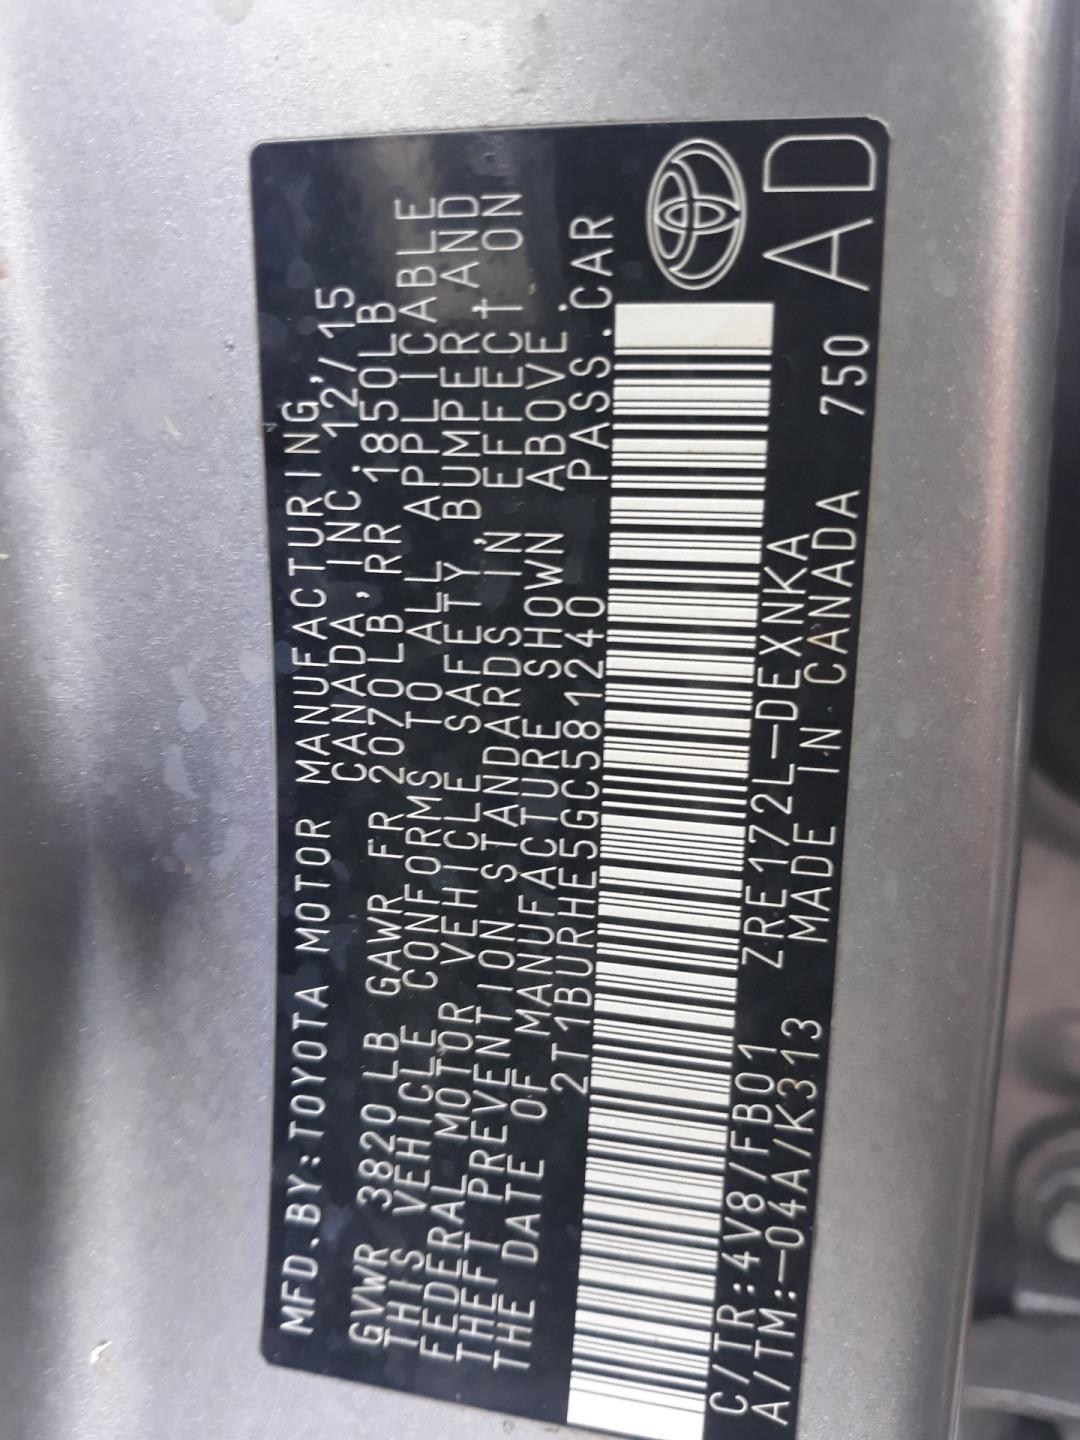 MFD.BY:TOYOTA MOTOR MANUFACTURING,
CANADA, INC. 12/15
GVWR 3820 LB GAWR FR 2070LB, RR 1850LB
THIS VEHICLE CONFORMS TO ALL APPLICABLE
FEDERAL MOTOR VEHICLE SAFETY, BUMPER, AND
THEFT PREVENTION STANDARDS IN EFFECT ON
THE DATE OF MANUFACTURE SHOWN ABOVE.
2T1BURHE5GC581240 PASS.CAR
C/TR:4V8/FB01 ZRE172L-DEXNKA
A/TM:-04A/K313 MADE IN CANADA 750 AD